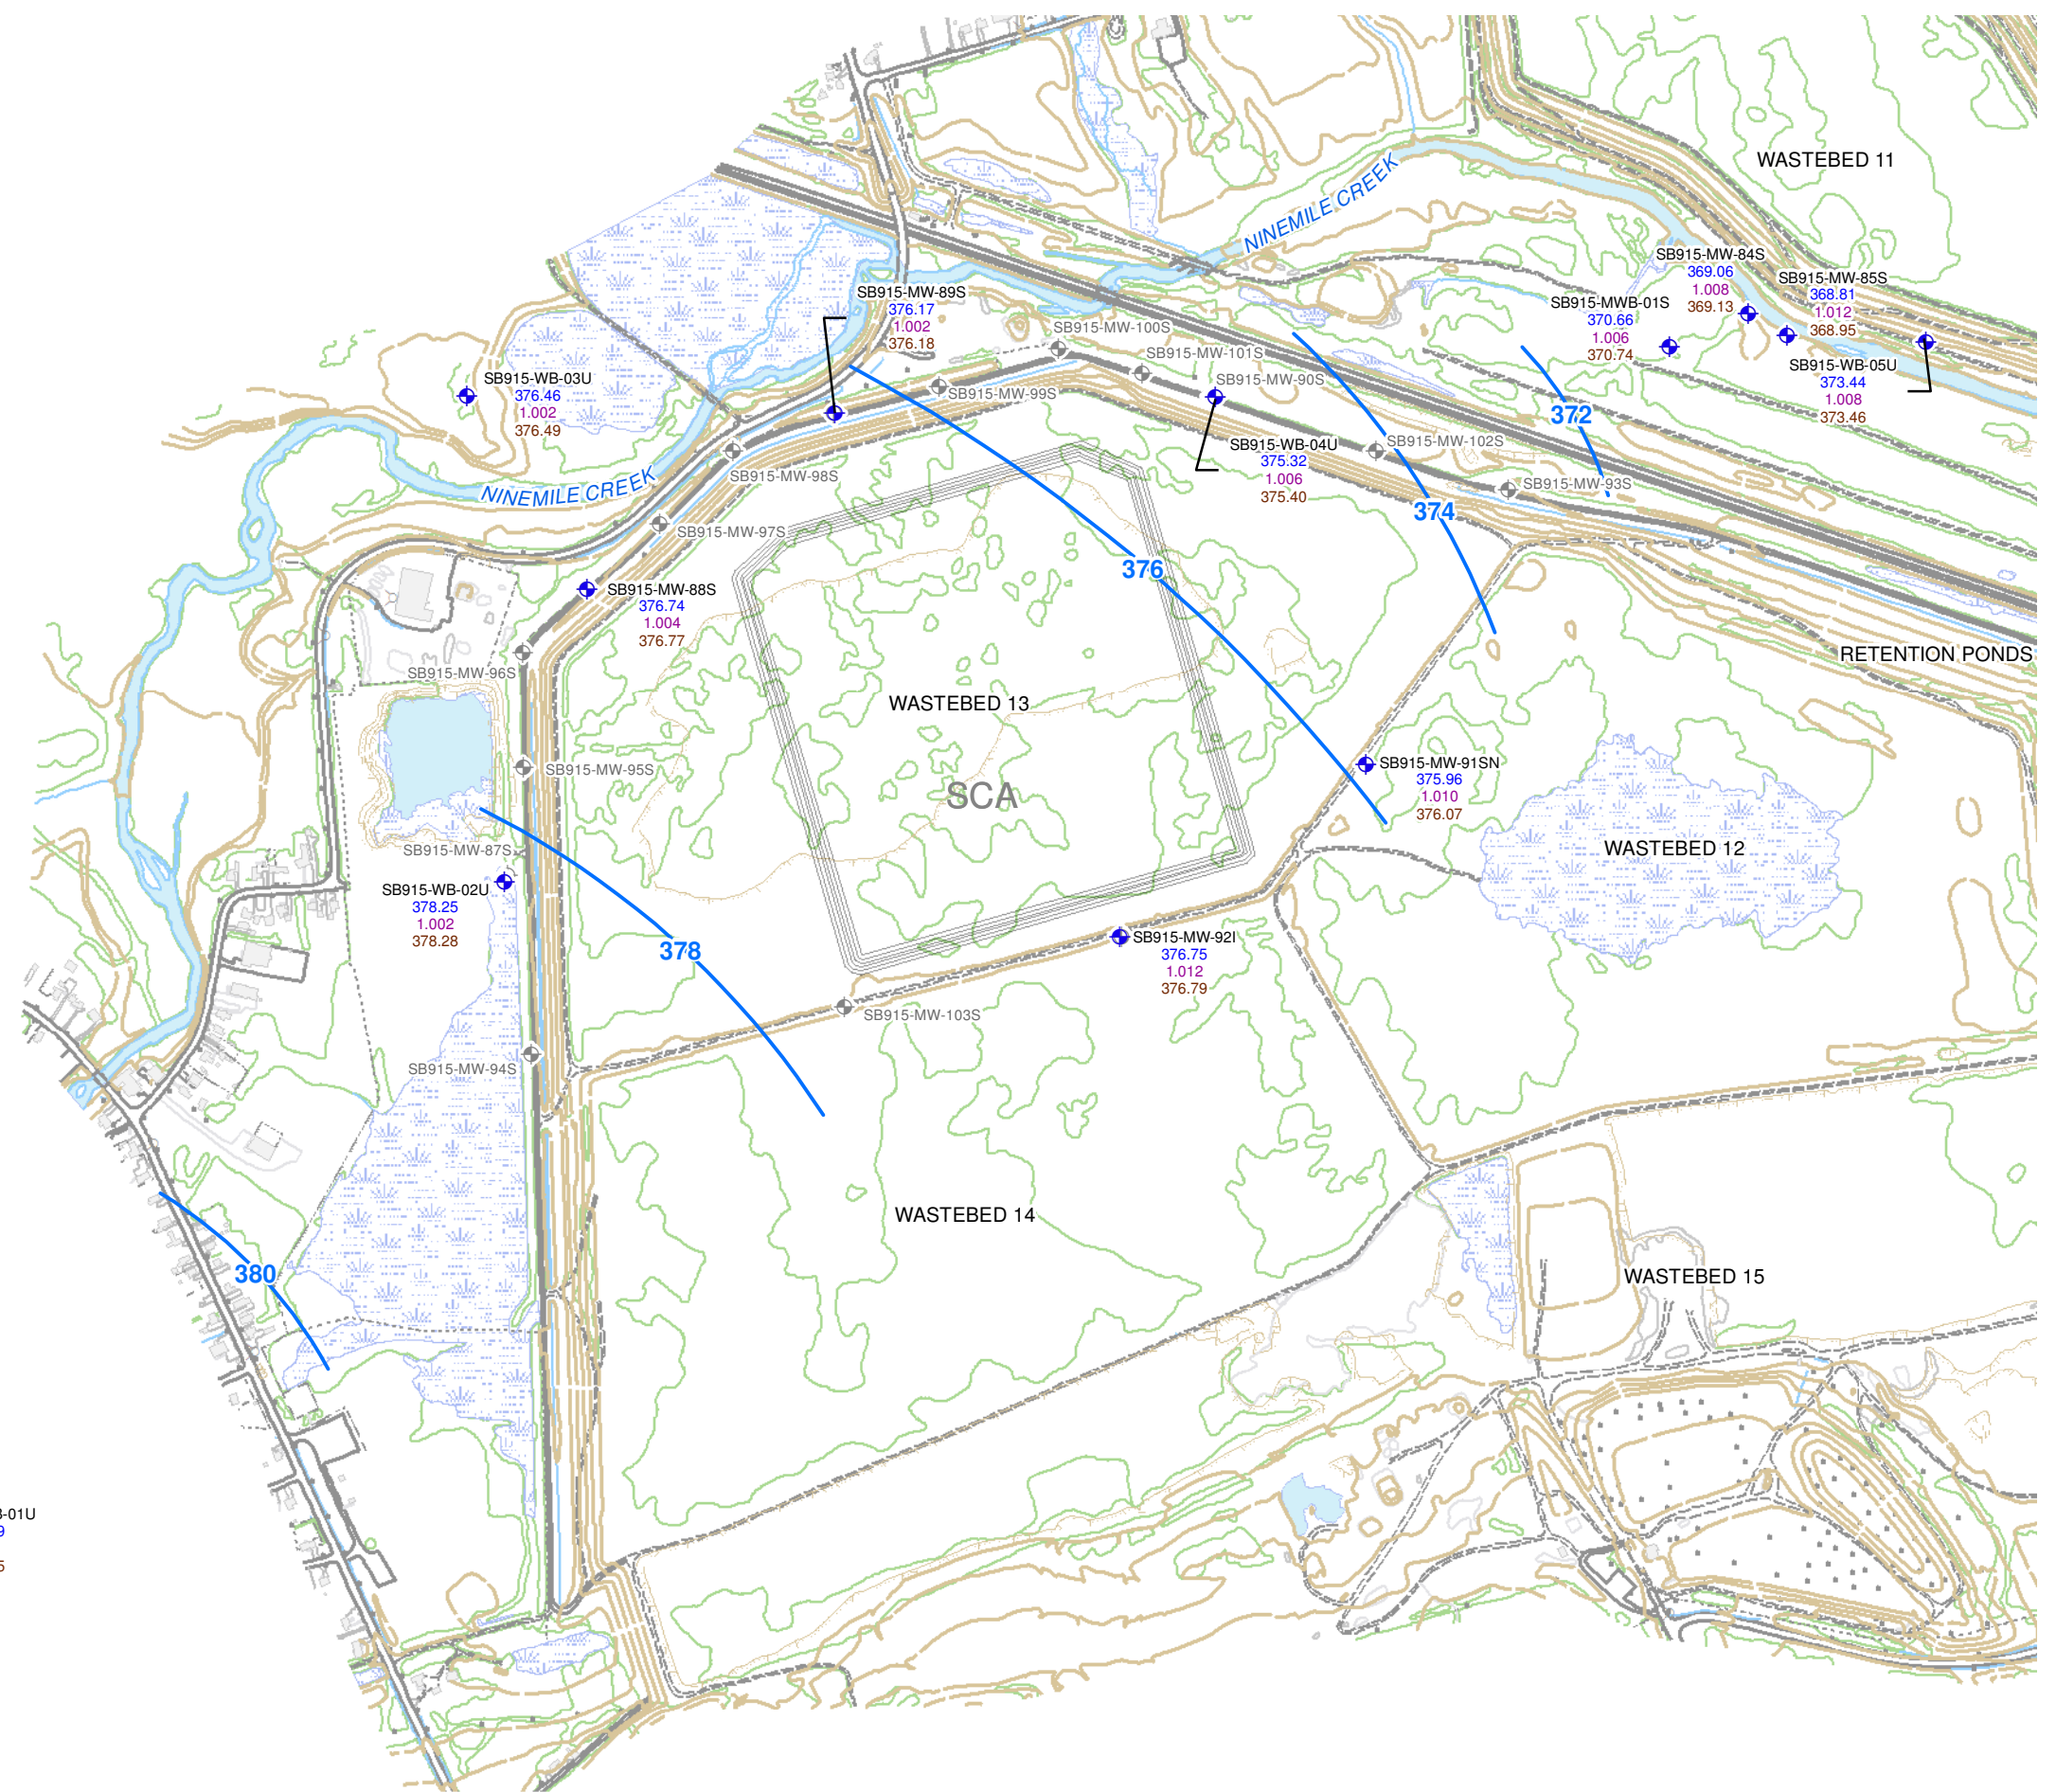 WASTEBED 11
NINEMILE CREEK
SB915-MW-84S
369.06
1.008
369.13
SB915-MW-85S
368.81
1.012
368.95
SB915-MW-89S
376.17
1.002
376.18
SB915-MWB-01S
370.66
1.006
370.74
SB915-MW-100S
SB915-MW-101S
SB915-MW-90S
SB915-WB-05U
373.44
1.008
373.46
SB915-WB-03U
376.46
1.002
376.49
SB915-MW-99S
372
SB915-WB-04U
375.32
1.006
375.40
SB915-MW-102S
SB915-MW-98S
SB915-MW-93S
NINEMILE CREEK
374
SB915-MW-97S
376
SB915-MW-88S
376.74
1.004
376.77
RETENTION PONDS
SB915-MW-96S
WASTEBED 13
SB915-MW-95S
SB915-MW-91SN
375.96
1.010
376.07
SCA
SB915-MW-87S
WASTEBED 12
SB915-WB-02U
378.25
1.002
378.28
378
SB915-MW-92I
376.75
1.012
376.79
SB915-MW-103S
SB915-MW-94S
WASTEBED 14
380
WASTEBED 15
-01U
9